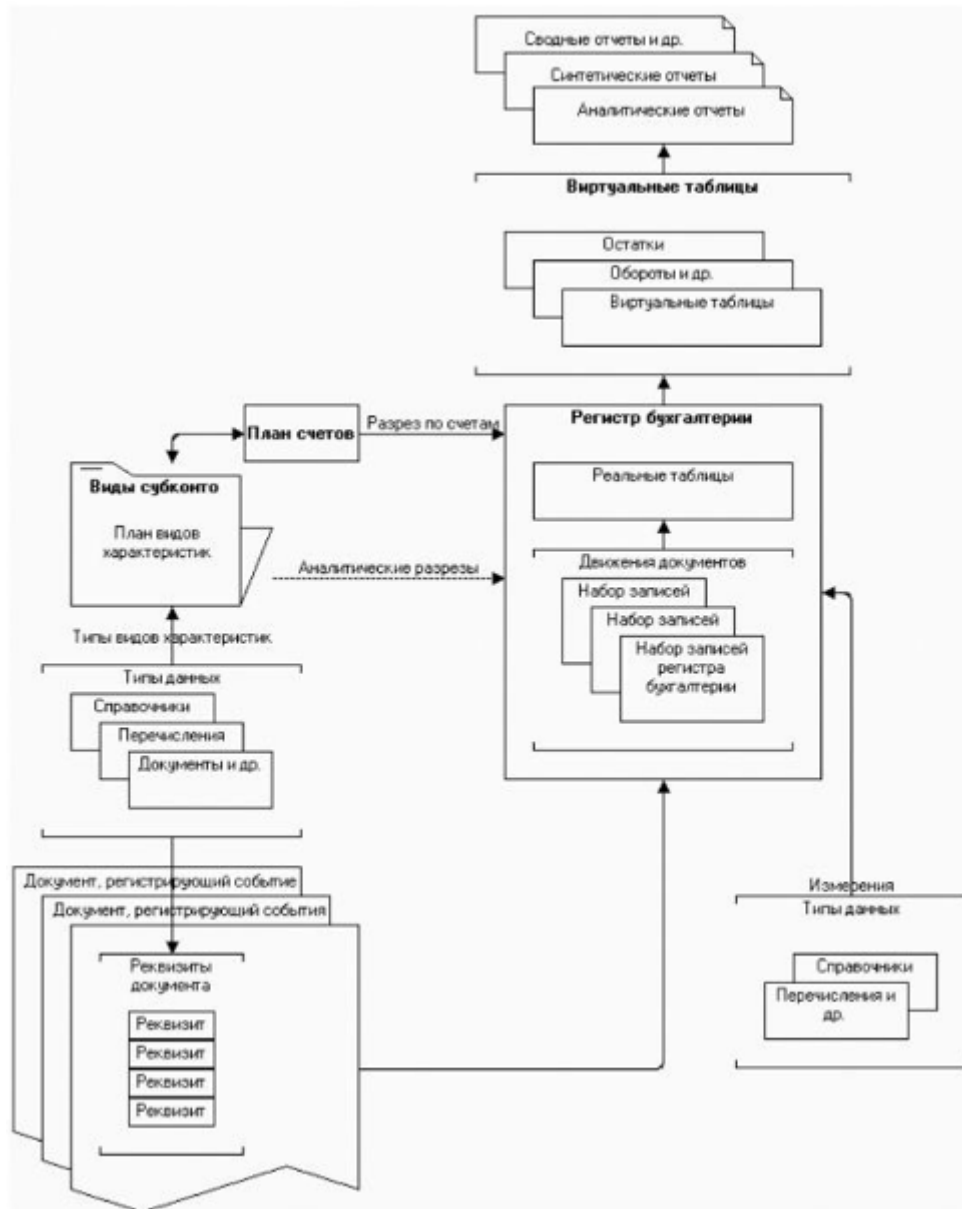 Сводные отчеты и др.
Синтетические отчеты
Аналитические отчеты
Виртуальные таблицы
Остатки
Обороты и др.
Виртуальные таблицы
План счетов
Разрез по счетам
Регистр бухгалтерии
Виды субконто
План видов
характеристик
Реальные таблицы
Аналитические разрезы
Движения документов
Набор записей
Набор записей
Набор записей
регистра
бухгалтерии
Типы видов характеристик
Типы данных
Справочники
Перечисления
Документы и др.
Документ, регистрирующий событие
Документ, регистрирующий события
Реквизиты
документа
Реквизит
Реквизит
Реквизит
Реквизит
Измерения
Типы данных
Справочники
Перечисления и
др.